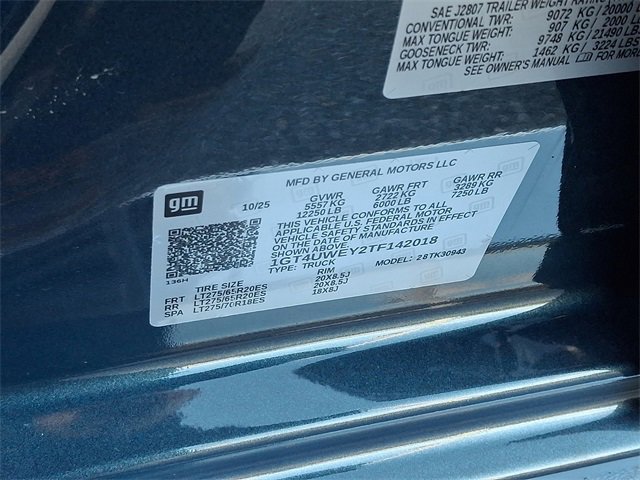 SAE J2807 TRAILER WEIGHT RATING
CONVENTIONAL TWR: 9072 KG / 20000
MAX TONGUE WEIGHT: 907 KG / 2000 LB
GOOSENECK TWR: 9748 KG / 21490 LBS
MAX TONGUE WEIGHT: 1462 KG / 3224 LBS
SEE OWNER'S MANUAL FOR MORE
MFD BY GENERAL MOTORS LLC
gm
10/25
GVWR GAWR FRT GAWR RR
5557 KG 2722 KG 3289 KG
12250 LB 6000 LB 7250 LB
THIS VEHICLE CONFORMS TO ALL
APPLICABLE U.S. FEDERAL MOTOR
VEHICLE SAFETY STANDARDS IN EFFECT
ON THE DATE OF MANUFACTURE
SHOWN ABOVE.
1GT4UWEY2TF142018
TYPE: TRUCK MODEL: 28TK30943
136H
TIRE SIZE RIM
FRT LT275/65R20ES 20X8.5J
RR LT275/65R20ES 20X8.5J
SPA LT275/70R18ES 18X8J